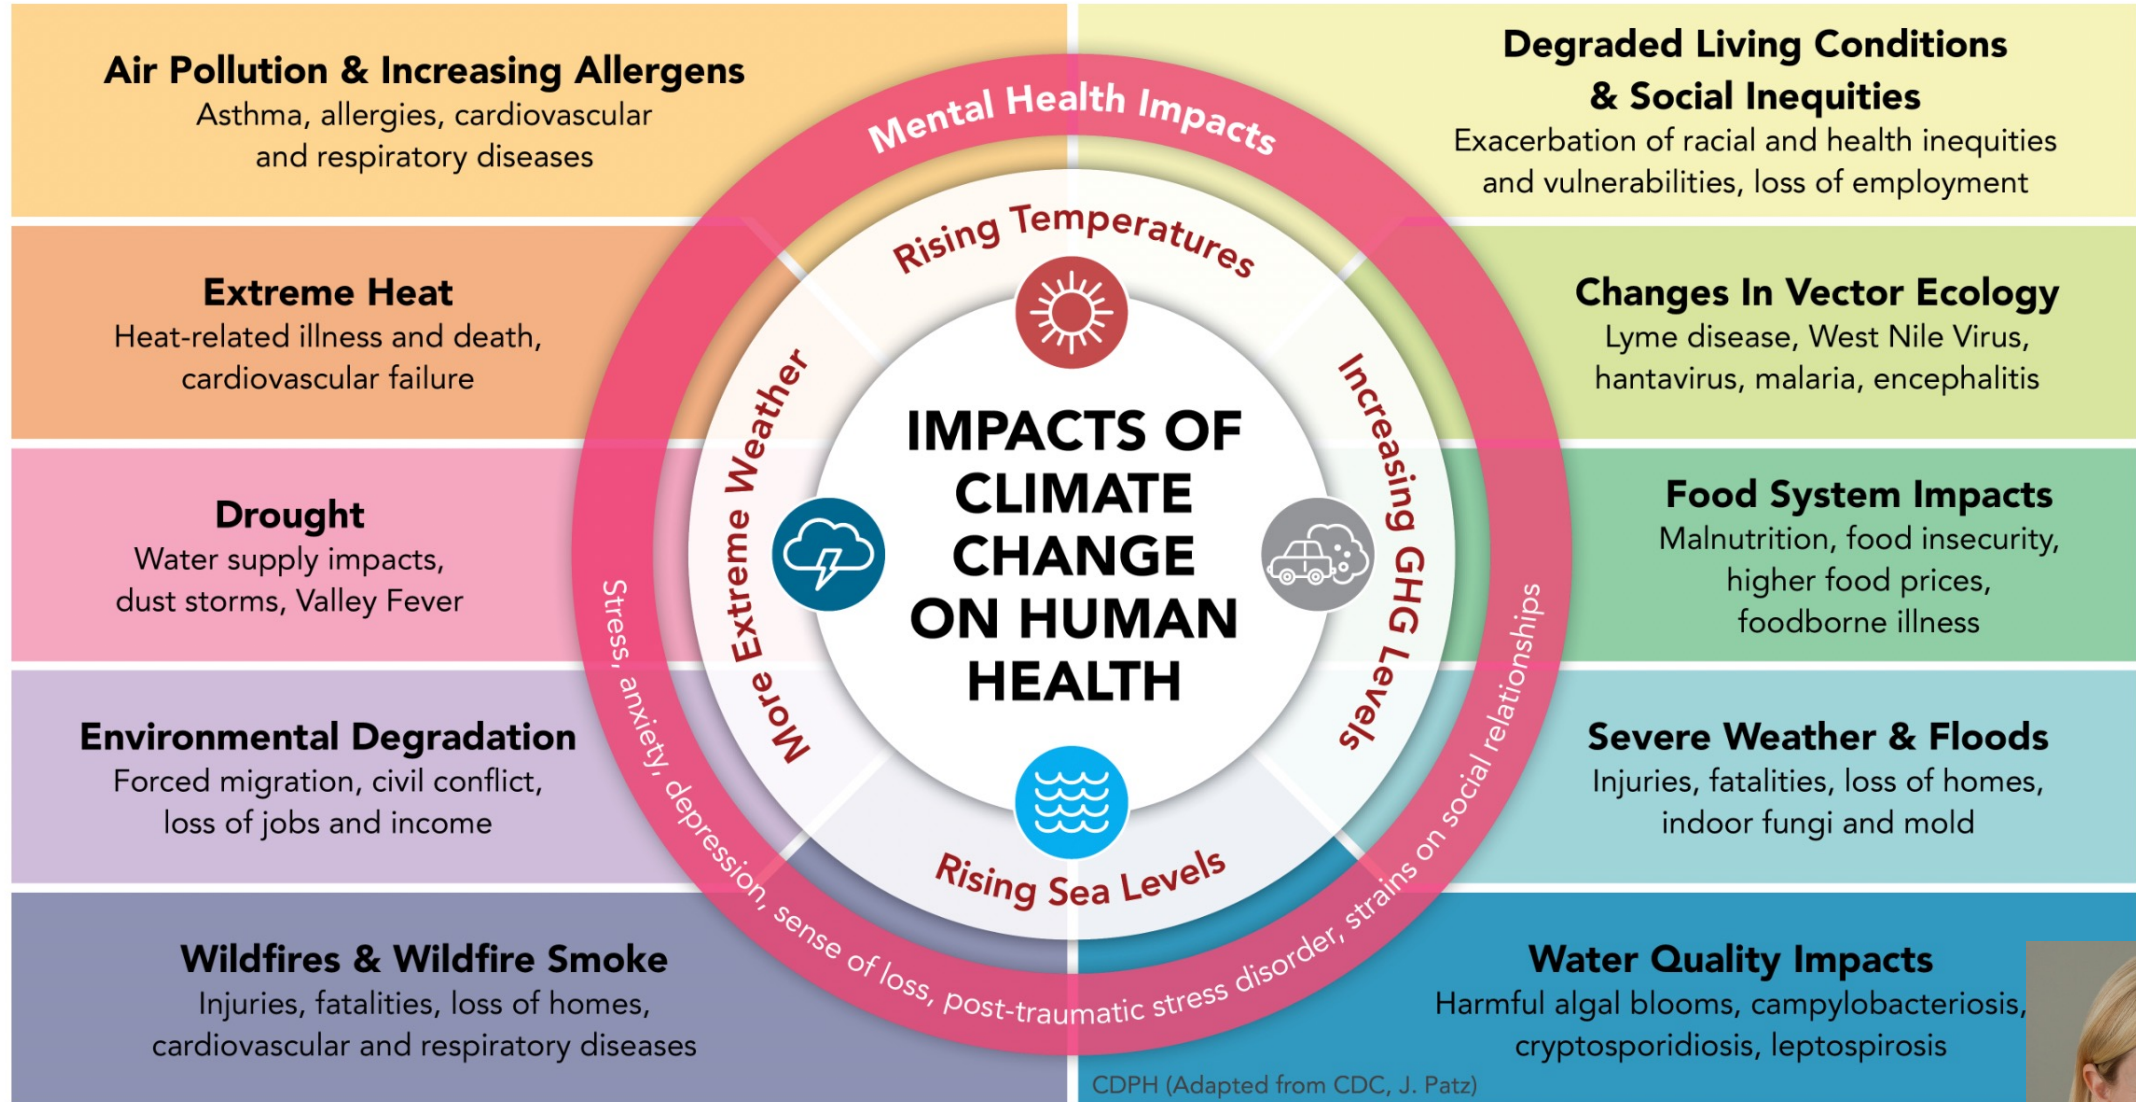 Air Pollution & Increasing Allergens
Asthma, allergies, cardiovascular
and respiratory diseases
Extreme Heat
Heat-related illness and death,
cardiovascular failure
Drought
Water supply impacts,
dust storms, Valley Fever
Environmental Degradation
Forced migration, civil conflict,
loss of jobs and income
Wildfires & Wildfire Smoke
Injuries, fatalities, loss of homes,
cardiovascular and respiratory diseases
Mental Health Impacts
Stress, anxiety, depression, sense of loss, post-traumatic stress disorder, strains on social relationships
Rising Temperatures
More Extreme Weather
Increasing GHG Levels
Rising Sea Levels
IMPACTS OF
CLIMATE
CHANGE
ON HUMAN
HEALTH
Degraded Living Conditions
& Social Inequities
Exacerbation of racial and health inequities
and vulnerabilities, loss of employment
Changes In Vector Ecology
Lyme disease, West Nile Virus,
hantavirus, malaria, encephalitis
Food System Impacts
Malnutrition, food insecurity,
higher food prices,
foodborne illness
Severe Weather & Floods
Injuries, fatalities, loss of homes,
indoor fungi and mold
Water Quality Impacts
Harmful algal blooms, campylobacteriosis,
cryptosporidiosis, leptospirosis
CDPH (Adapted from CDC, J. Patz)